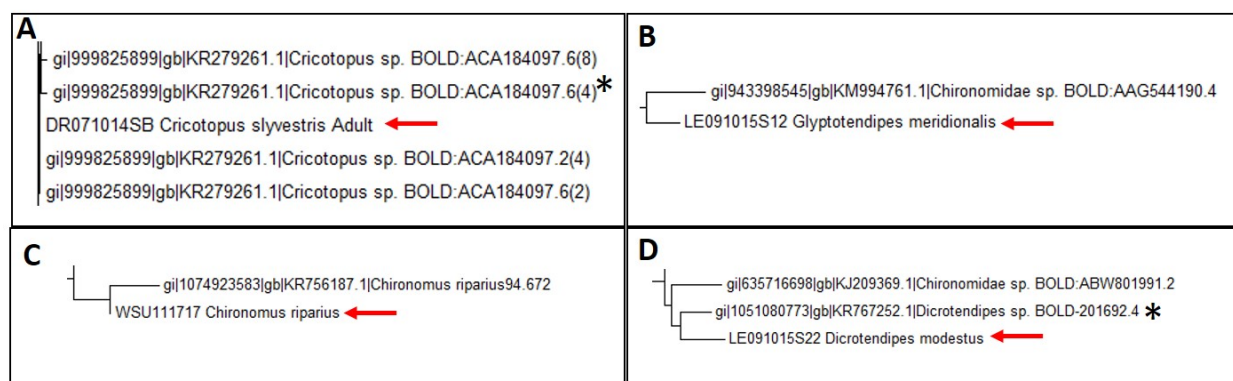 A
gi|999825899|gb|KR279261.1|Cricotopus sp. BOLD:ACA184097.6(8)
gi|999825899|gb|KR279261.1|Cricotopus sp. BOLD:ACA184097.6(4)*
DR071014SB Cricotopus slyvestris Adult
gi|999825899|gb|KR279261.1|Cricotopus sp. BOLD:ACA184097.2(4)
gi|999825899|gb|KR279261.1|Cricotopus sp. BOLD:ACA184097.6(2)
B
gi|943398545|gb|KM994761.1|Chironomidae sp. BOLD:AAG544190.4
LE091015S12 Glyptotendipes meridionalis
C
gi|1074923583|gb|KR756187.1|Chironomus riparius94.672
WSU111717 Chironomus riparius
D
gi|635716698|gb|KJ209369.1|Chironomidae sp. BOLD:ABW801991.2
gi|1051080773|gb|KR767252.1|Dicrotendipes sp. BOLD-201692.4 *
LE091015S22 Dicrotendipes modestus